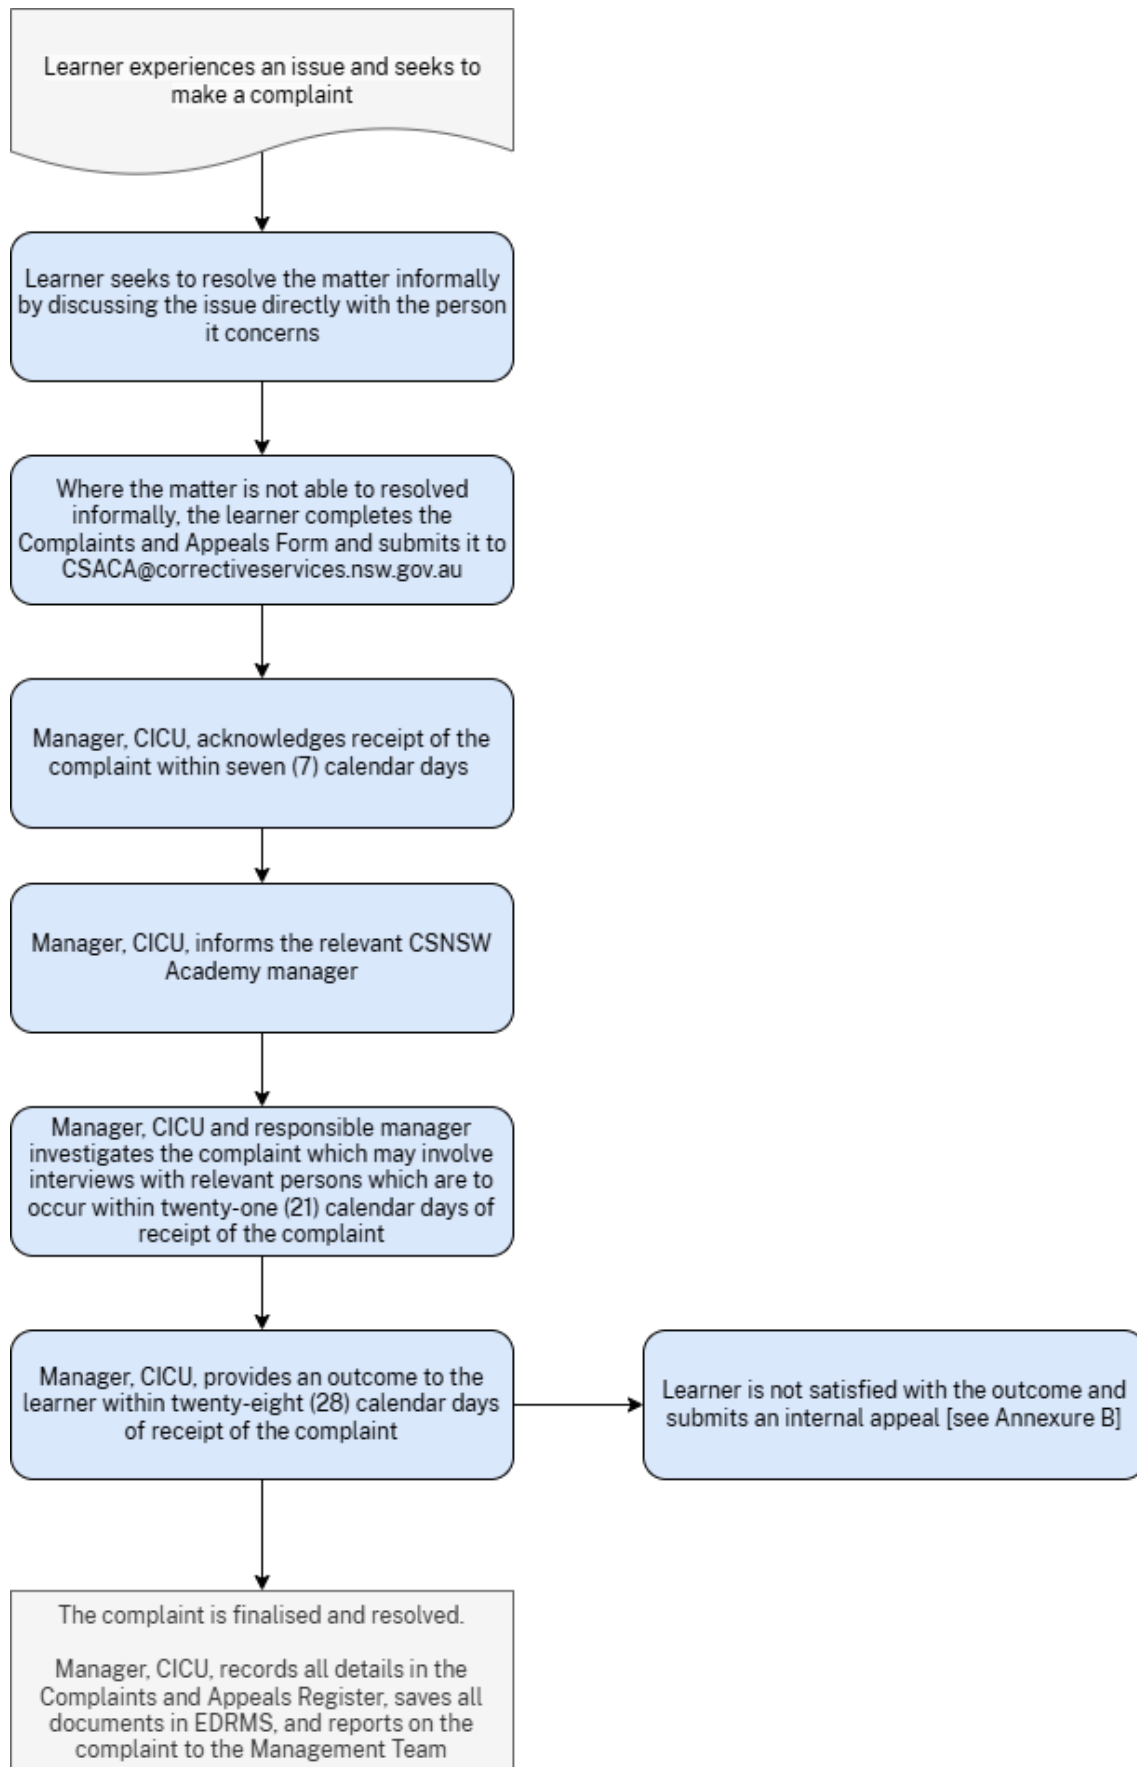 Learner experiences an issue and seeks to
make a complaint
Learner seeks to resolve the matter informally
by discussing the issue directly with the person
it concerns
Where the matter is not able to resolved
informally, the learner completes the
Complaints and Appeals Form and submits it to
CSACA@correctiveservices.nsw.gov.au
Manager, CICU, acknowledges receipt of the
complaint within seven (7) calendar days
Manager, CICU, informs the relevant CSNSW
Academy manager
Manager, CICU and responsible manager
investigates the complaint which may involve
interviews with relevant persons which are to
occur within twenty-one (21) calendar days of
receipt of the complaint
Manager, CICU, provides an outcome to the
learner within twenty-eight (28) calendar days
of receipt of the complaint
Learner is not satisfied with the outcome and
submits an internal appeal [see Annexure B]
The complaint is finalised and resolved.
Manager, CICU, records all details in the
Complaints and Appeals Register, saves all
documents in EDRMS, and reports on the
complaint to the Management Team